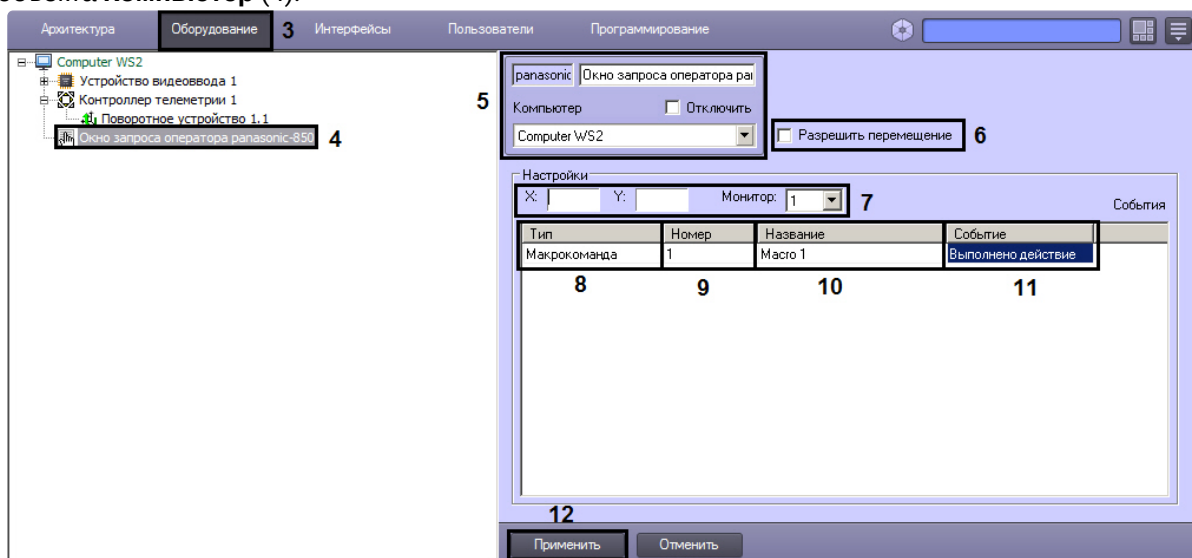 объекта Компьютер (4).
Архитектура Оборудование 3 Интерфейсы Пользователи Программирование
Computer WS2
Устройство видеоввода 1
Контроллер телеметрии 1
Поворотное устройство 1.1
Окно запроса оператора panasonic-850 4
5
panasonic Окно запроса оператора pa
Компьютер Отключить
Computer WS2
Разрешить перемещение 6
Настройки
X: Y: Монитор: 1 7
События
Тип Номер Название Событие
Макрокоманда 1 Macro 1 Выполнено действие
8 9 10 11
12
Применить Отменить